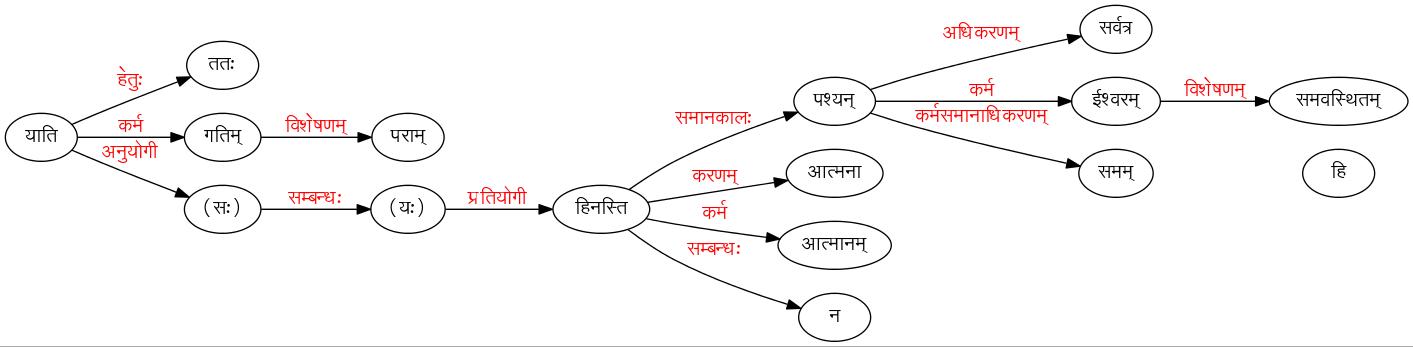 सर्वत्र
अधिकरणम्
ततः
हेतुः
पश्यन् कर्म ईश्वरम् विशेषणम् समवस्थितम्
समानकालः कर्मसमानाधिकरणम्
याति कर्म गतिम् विशेषणम् पराम्
अनुयोगी
आत्मना समम् हि
करणम्
(सः) सम्बन्धः (यः) प्रतियोगी हिनस्ति
कर्म
आत्मानम्
सम्बन्धः
न